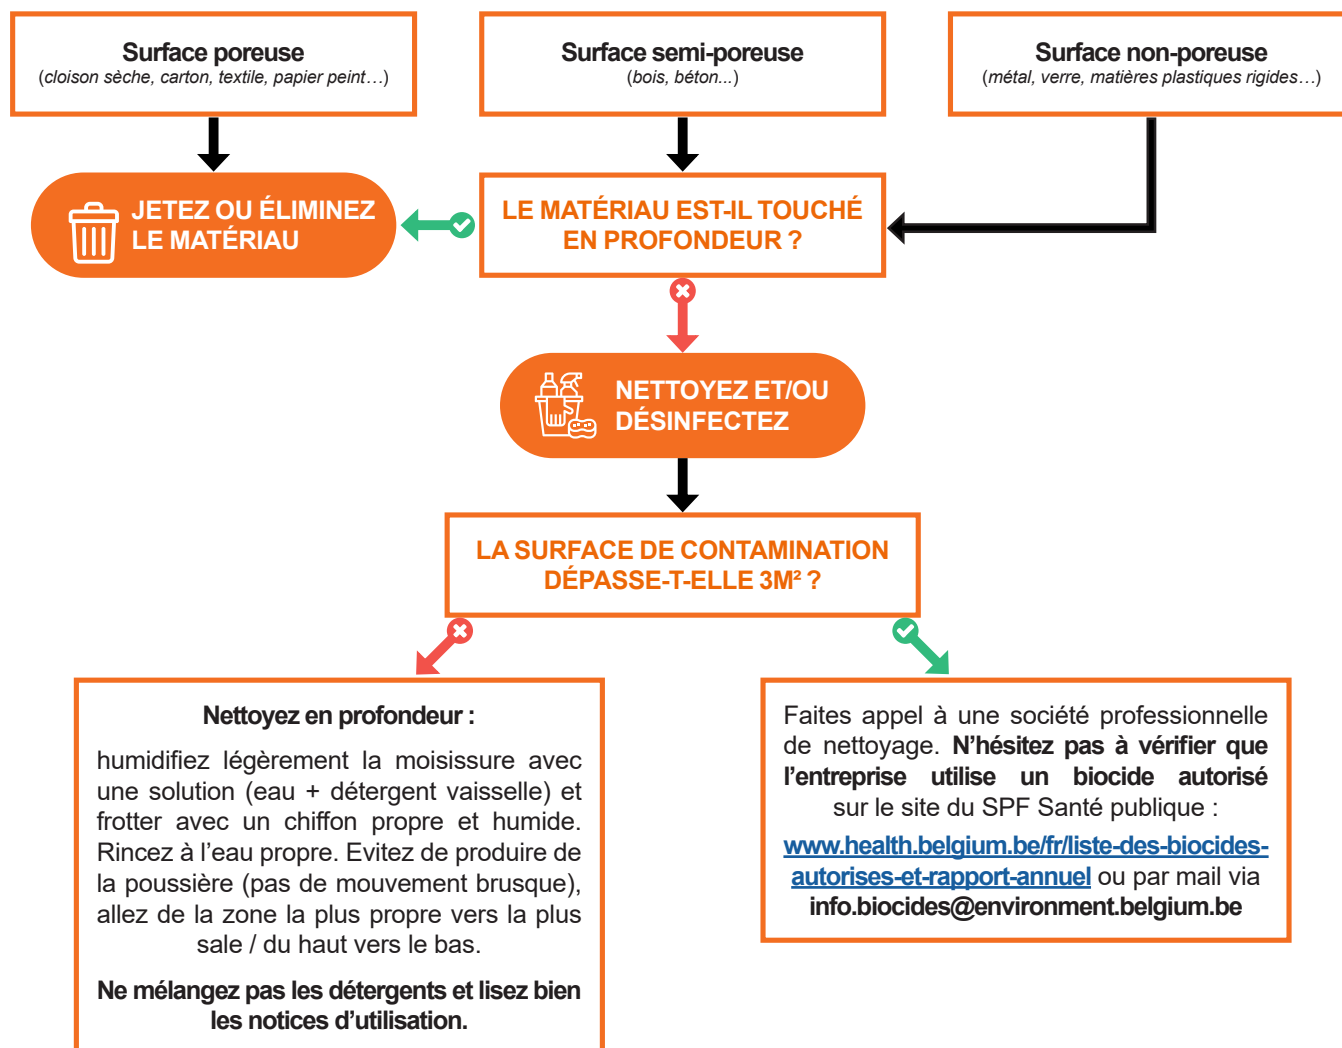 Surface poreuse
(cloison sèche, carton, textile, papier peint…)
Surface semi-poreuse
(bois, béton...)
Surface non-poreuse
(métal, verre, matières plastiques rigides…)
JETEZ OU ÉLIMINEZ
LE MATÉRIAU
LE MATÉRIAU EST-IL TOUCHÉ
EN PROFONDEUR ?
NETTOYEZ ET/OU
DÉSINFECTEZ
LA SURFACE DE CONTAMINATION
DÉPASSE-T-ELLE 3M² ?
Nettoyez en profondeur :
humidifiez légèrement la moisissure avec
une solution (eau + détergent vaisselle) et
frotter avec un chiffon propre et humide.
Rincez à l’eau propre. Evitez de produire de
la poussière (pas de mouvement brusque),
allez de la zone la plus propre vers la plus
sale / du haut vers le bas.
Ne mélangez pas les détergents et lisez bien
les notices d’utilisation.
Faites appel à une société professionnelle
de nettoyage. N’hésitez pas à vérifier que
l’entreprise utilise un biocide autorisé
sur le site du SPF Santé publique :
www.health.belgium.be/fr/liste-des-biocides-
autorises-et-rapport-annuel ou par mail via
info.biocides@environment.belgium.be